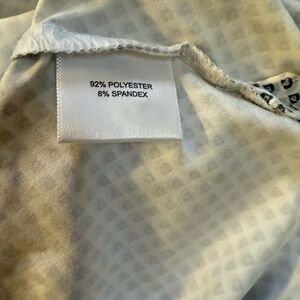 92% POLYESTER
8% SPANDEX